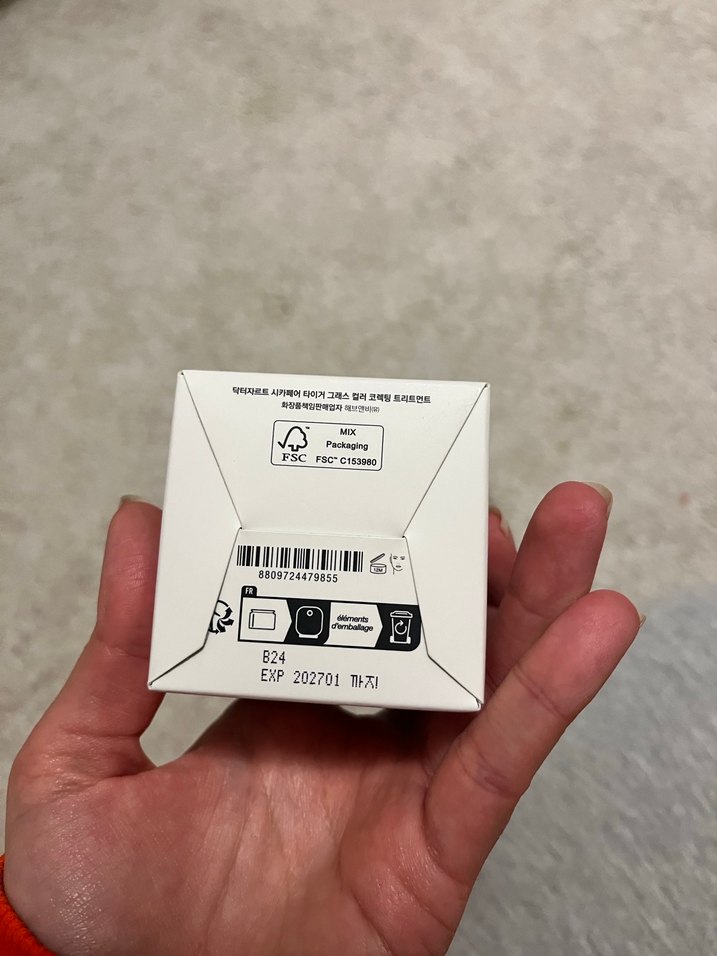 닥터자르트 시카페어 타이거 그래스 컬러 코렉팅 트리트먼트
화장품책임판매업자 해브앤비㈜
FSC™
MIX
Packaging
FSC™ C153980
8809724479855
12M
FR
éléments
d'emballage
B24
EXP 202701 까지